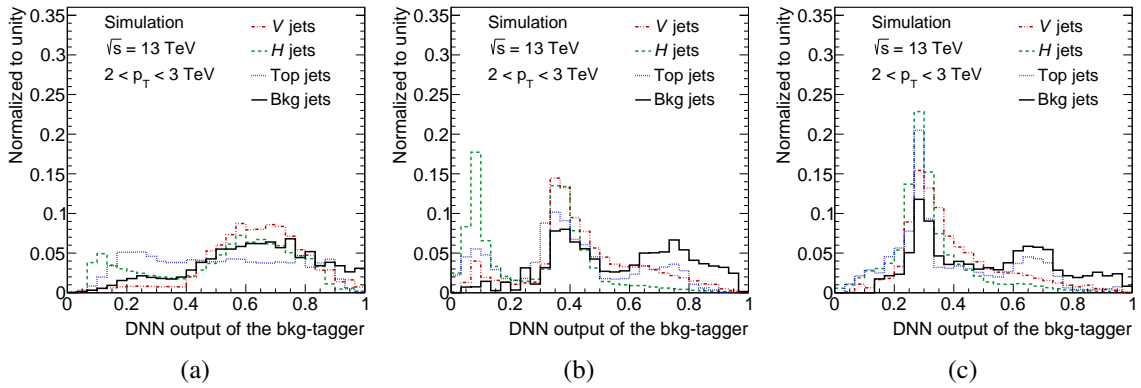 Normalized to unity
0.35
0.3
0.25
0.2
0.15
0.1
0.05
0
Simulation
√s = 13 TeV
2 < p_T < 3 TeV
V jets
H jets
Top jets
Bkg jets
0 0.2 0.4 0.6 0.8 1
DNN output of the bkg-tagger
(a)
Normalized to unity
0.35
0.3
0.25
0.2
0.15
0.1
0.05
0
Simulation
√s = 13 TeV
2 < p_T < 3 TeV
V jets
H jets
Top jets
Bkg jets
0 0.2 0.4 0.6 0.8 1
DNN output of the bkg-tagger
(b)
Normalized to unity
0.35
0.3
0.25
0.2
0.15
0.1
0.05
0
Simulation
√s = 13 TeV
2 < p_T < 3 TeV
V jets
H jets
Top jets
Bkg jets
0 0.2 0.4 0.6 0.8 1
DNN output of the bkg-tagger
(c)